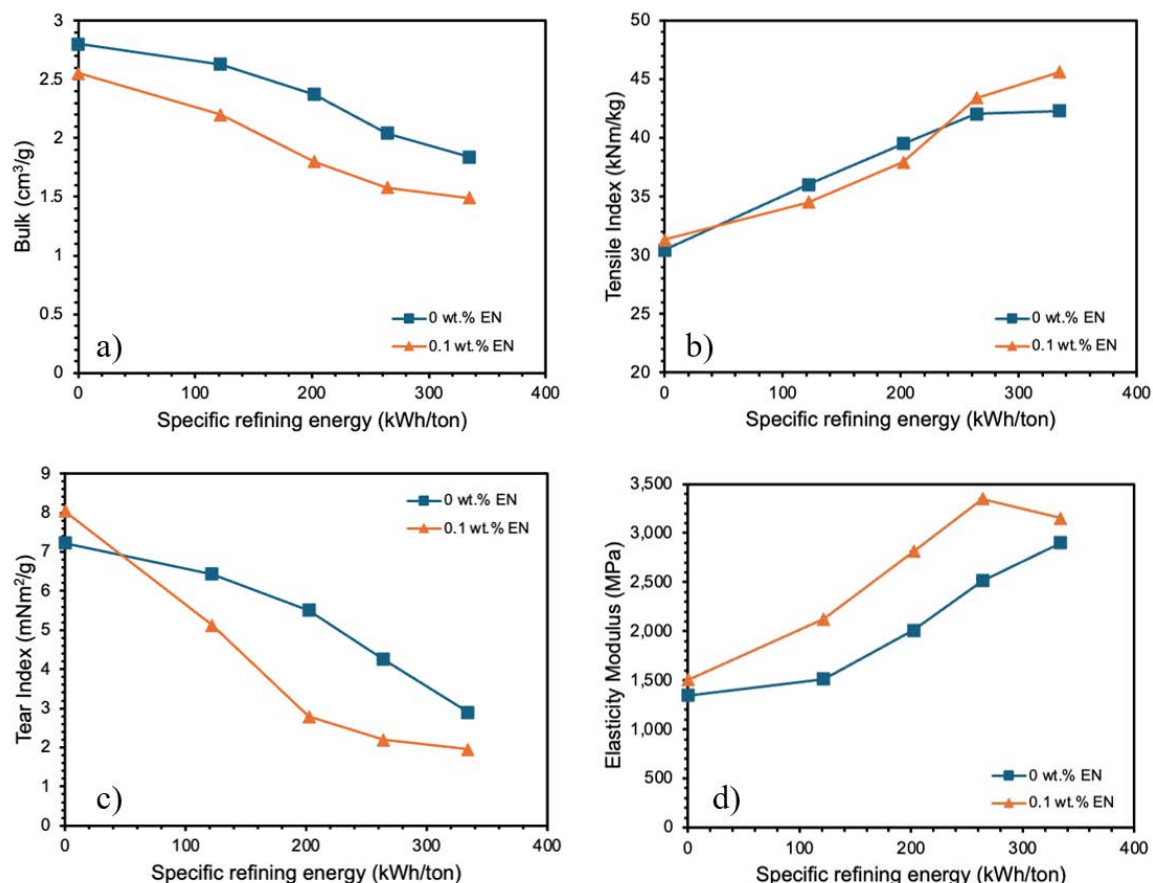 3
2.5
2
1.5
1
0.5
0
Bulk (cm³/g)
0 wt.% EN
0.1 wt.% EN
a)
0 100 200 300 400
Specific refining energy (kWh/ton)
50
45
40
35
30
25
20
Tensile Index (kNm/kg)
0 wt.% EN
0.1 wt.% EN
b)
0 100 200 300 400
Specific refining energy (kWh/ton)
9
8
7
6
5
4
3
2
1
0
Tear Index (mNm²/g)
0 wt.% EN
0.1 wt.% EN
c)
0 100 200 300 400
Specific refining energy (kWh/ton)
3,500
3,000
2,500
2,000
1,500
1,000
500
0
Elasticity Modulus (MPa)
0 wt.% EN
0.1 wt.% EN
d)
0 100 200 300 400
Specific refining energy (kWh/ton)